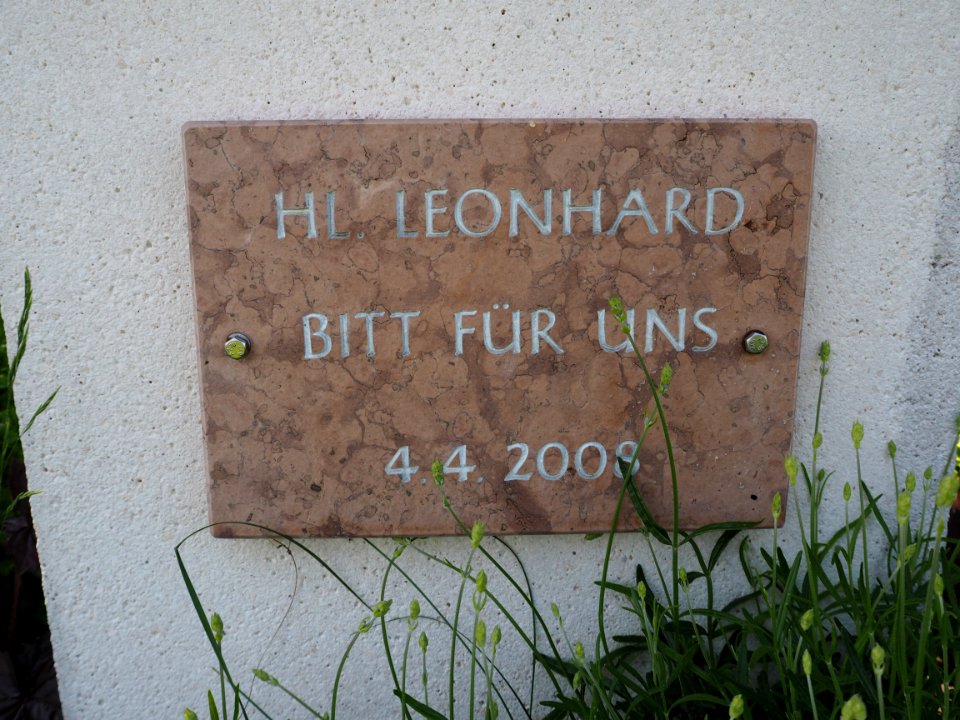 HL. LEONHARD
BITT FÜR UNS
4.4.2008